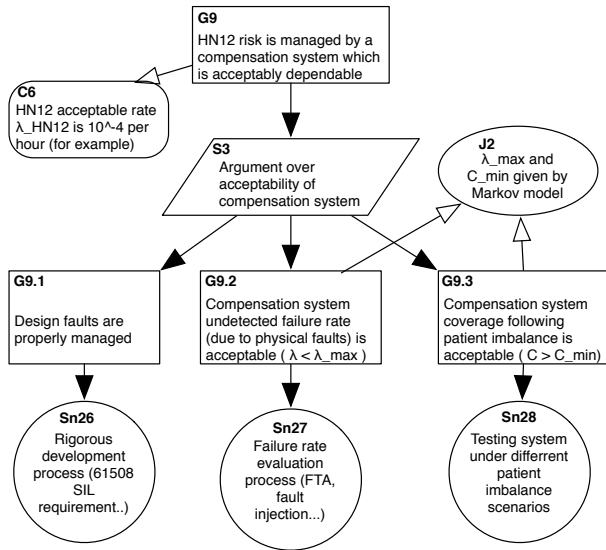 G9
HN12 risk is managed by a
compensation system which
is acceptably dependable
C6
HN12 acceptable rate
λ_HN12 is 10^-4 per
hour (for example)
S3
Argument over
acceptability of
compensation system
J2
λ_max and
C_min given by
Markov model
G9.1
Design faults are
properly managed
G9.2
Compensation system
undetected failure rate
(due to physical faults) is
acceptable ( λ < λ_max )
G9.3
Compensation system
coverage following
patient imbalance is
acceptable ( C > C_min)
Sn26
Rigorous
development
process (61508
SIL
requirement..)
Sn27
Failure rate
evaluation
process (FTA,
fault
injection...)
Sn28
Testing system
under differrent
patient
imbalance
scenarios